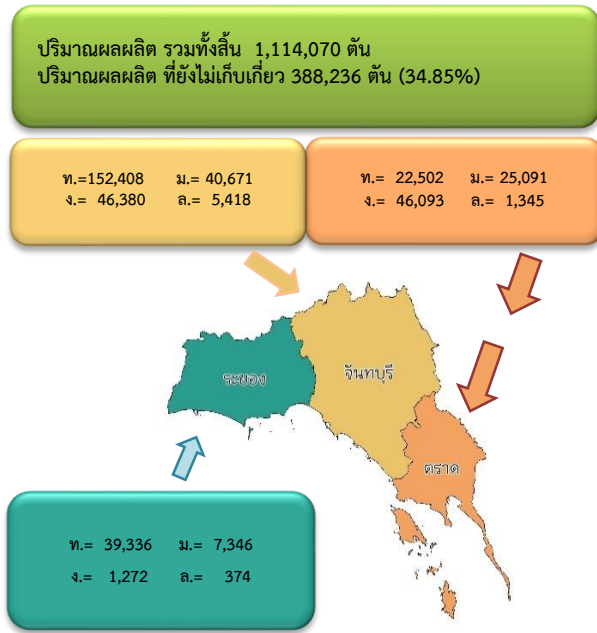 ปริมาณผลผลิต รวมทั้งสิ้น 1,114,070 ตัน
ปริมาณผลผลิต ที่ยังไม่เก็บเกี่ยว 388,236 ตัน (34.85%)
ท.=152,408 ม.= 40,671
ง.= 46,380 ล.= 5,418
ท.= 22,502 ม.= 25,091
ง.= 46,093 ล.= 1,345
จันทบุรี
ระยอง
ตราด
ท.= 39,336 ม.= 7,346
ง.= 1,272 ล.= 374